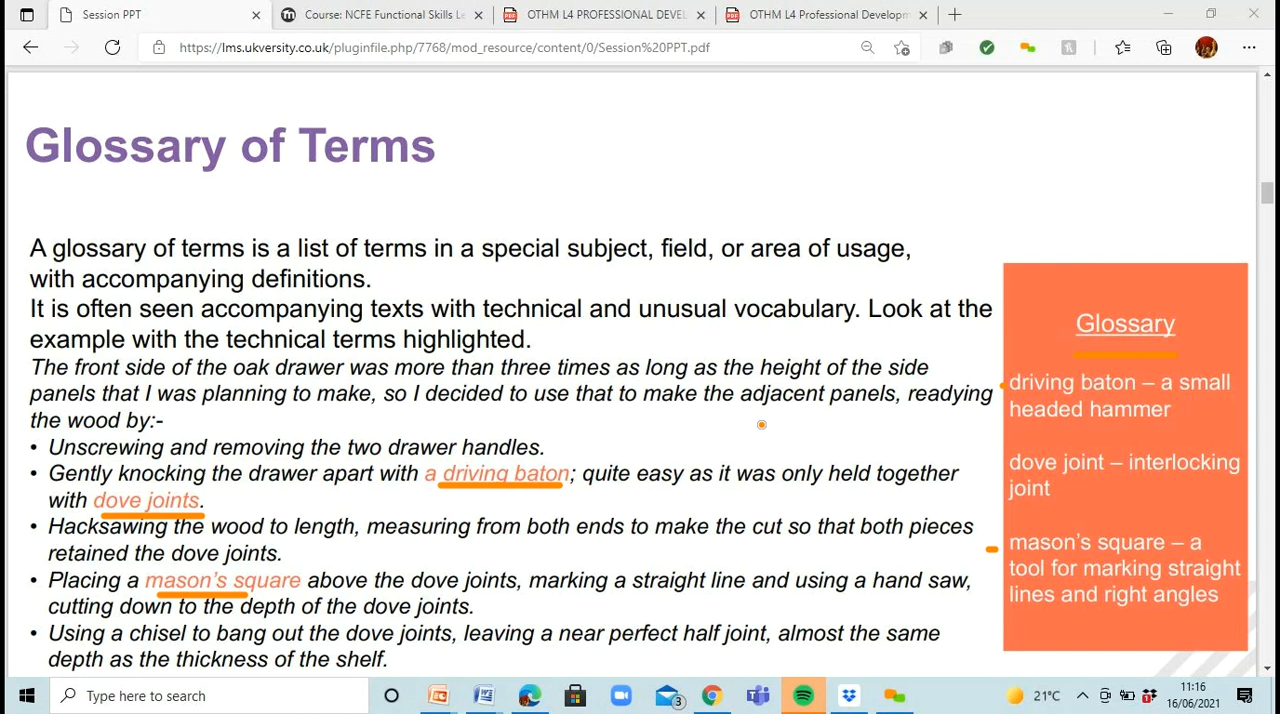 Session PPT
Course: NCFE Functional Skills Le
OTHM L4 PROFESSIONAL DEVEL
OTHM L4 Professional Developm
https://lms.ukversity.co.uk/pluginfile.php/7768/mod_resource/content/0/Session%20PPT.pdf
Glossary of Terms
A glossary of terms is a list of terms in a special subject, field, or area of usage,
with accompanying definitions.
It is often seen accompanying texts with technical and unusual vocabulary. Look at the
example with the technical terms highlighted.
The front side of the oak drawer was more than three times as long as the height of the side
panels that I was planning to make, so I decided to use that to make the adjacent panels, readying
the wood by:-
• Unscrewing and removing the two drawer handles.
• Gently knocking the drawer apart with a driving baton; quite easy as it was only held together
with dove joints.
• Hacksawing the wood to length, measuring from both ends to make the cut so that both pieces
retained the dove joints.
• Placing a mason's square above the dove joints, marking a straight line and using a hand saw,
cutting down to the depth of the dove joints.
• Using a chisel to bang out the dove joints, leaving a near perfect half joint, almost the same
depth as the thickness of the shelf.
Glossary
driving baton – a small
headed hammer
dove joint – interlocking
joint
mason's square – a
tool for marking straight
lines and right angles
Type here to search
3
21°C
11:16
16/06/2021